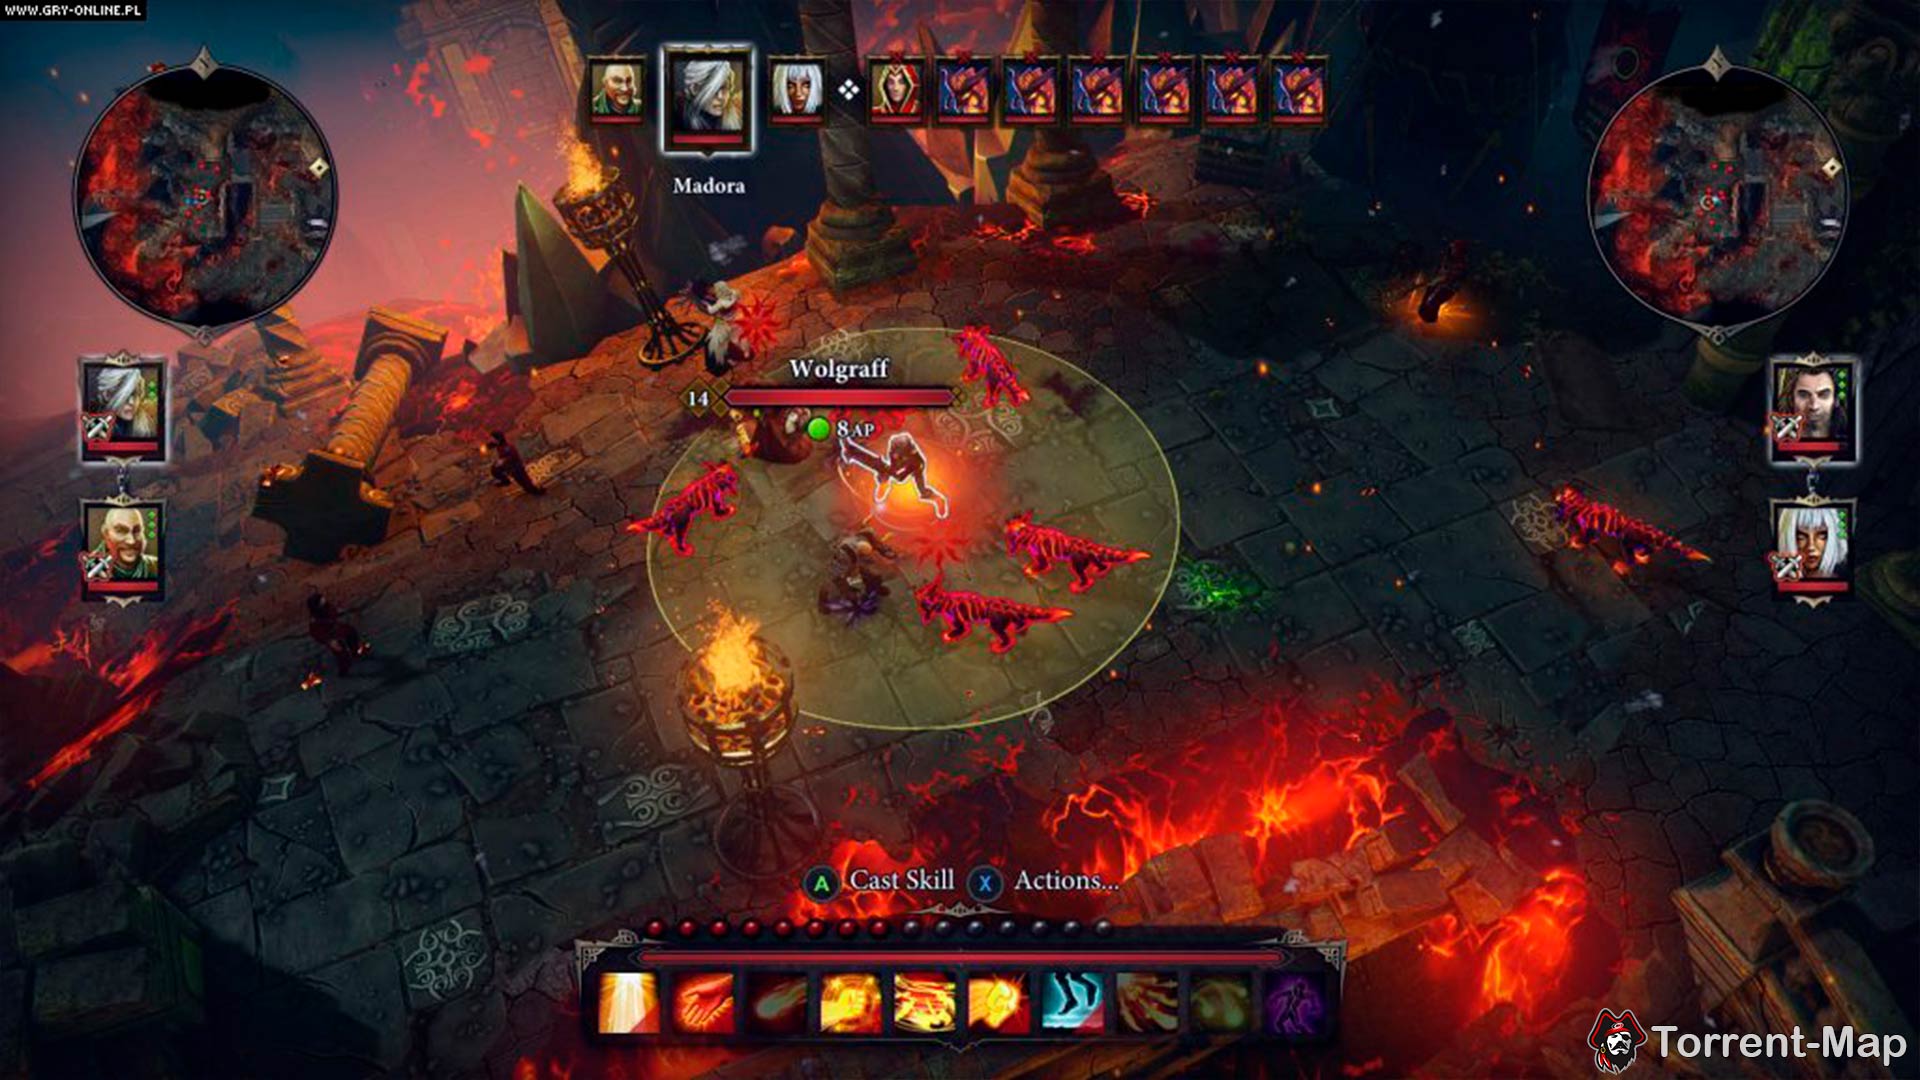 WWW.GRY-ONLINE.PL
Madora
Wolgraff
14
8 AP
A Cast Skill X Actions...
Torrent-Map